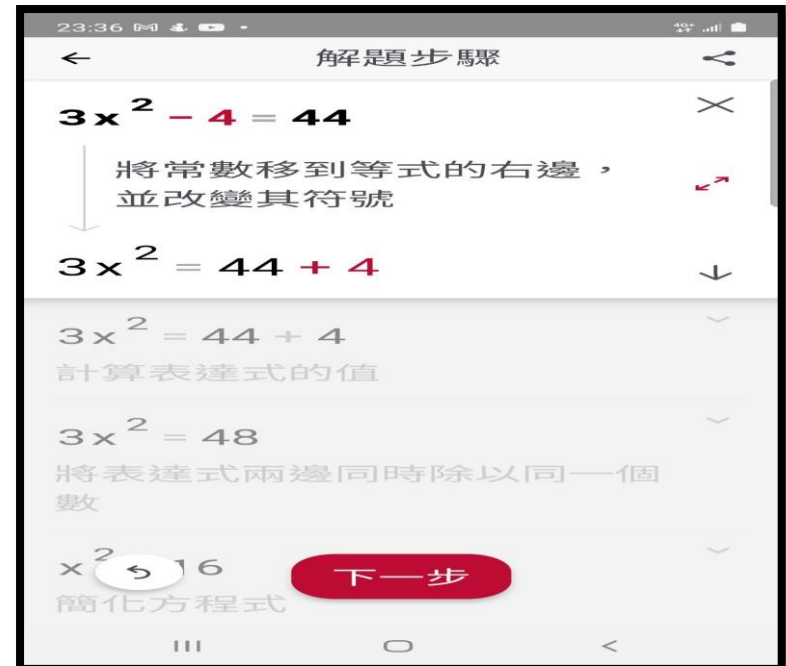 23:36
解題步驟
3x² − 4 = 44
將常數移到等式的右邊，
並改變其符號
3x² = 44 + 4
3x² = 44 + 4
計算表達式的值
3x² = 48
將表達式兩邊同時除以同一個
數
x² 16
下一步
簡化方程式